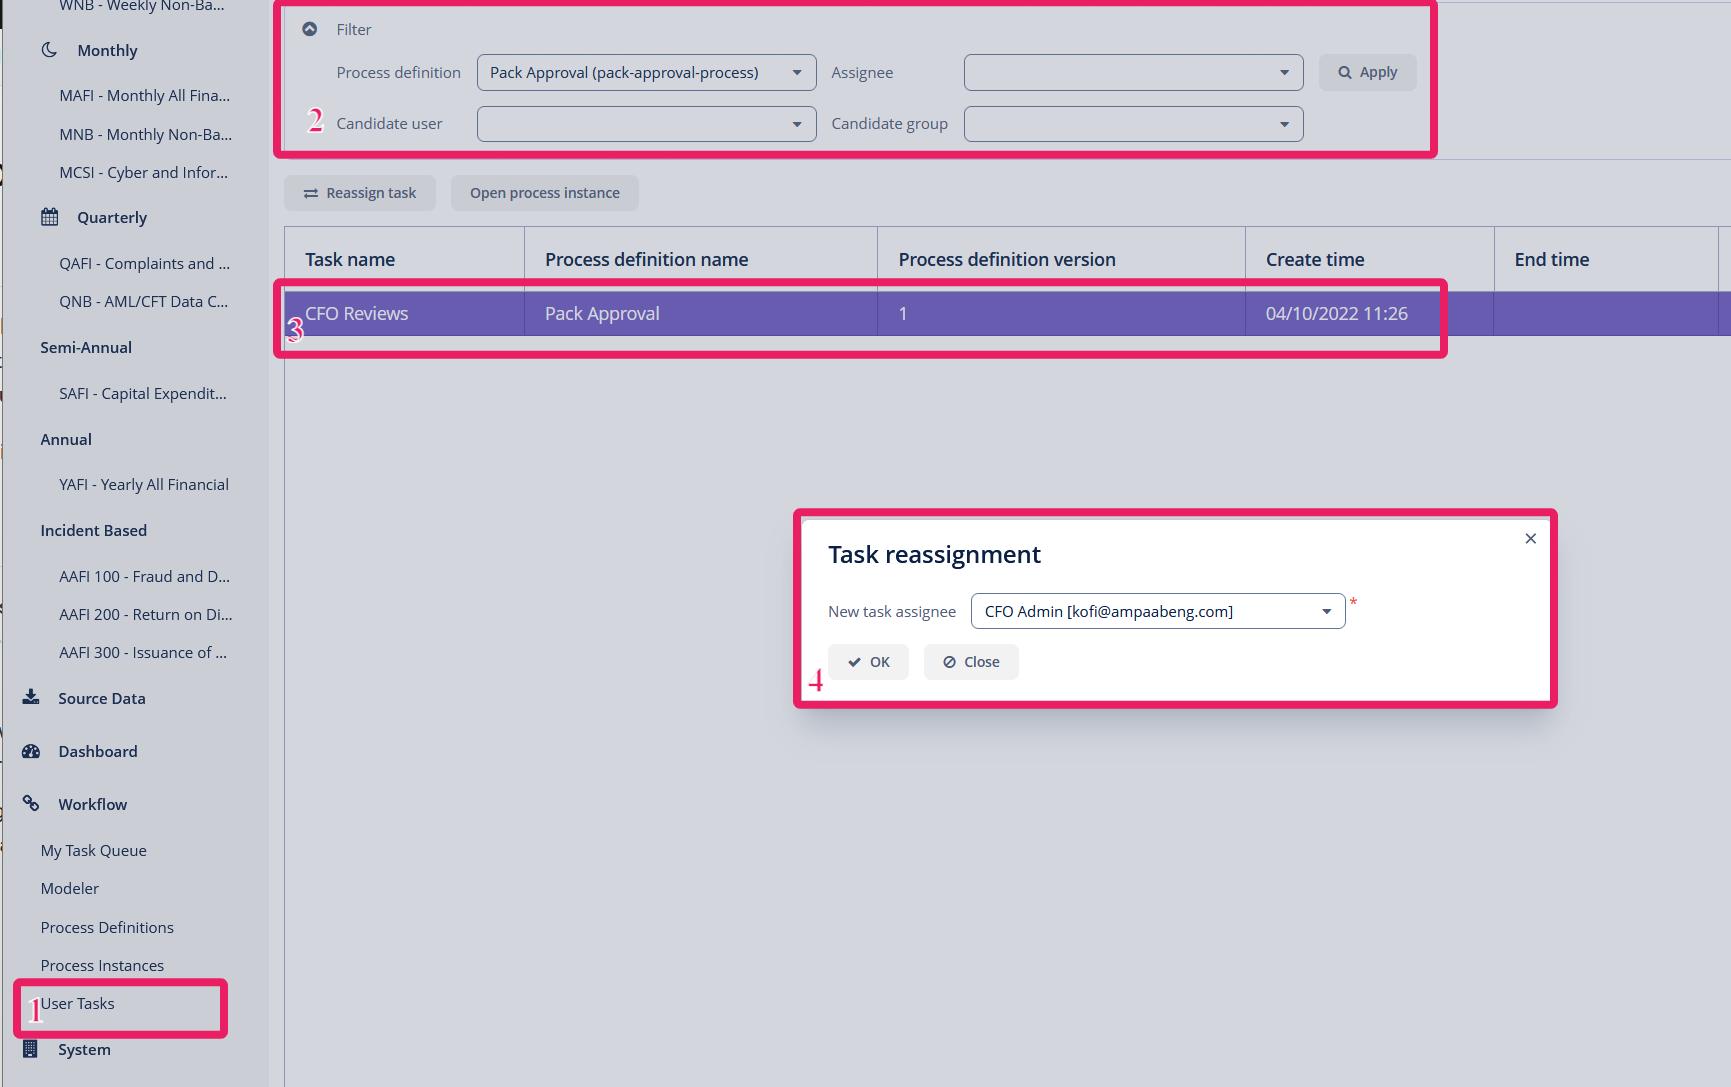 WNB - Weekly Non-Ba...
Monthly
MAFI - Monthly All Fina...
MNB - Monthly Non-Ba...
MCSI - Cyber and Infor...
Quarterly
QAFI - Complaints and ...
QNB - AML/CFT Data C...
Semi-Annual
SAFI - Capital Expendit...
Annual
YAFI - Yearly All Financial
Incident Based
AAFI 100 - Fraud and D...
AAFI 200 - Return on Di...
AAFI 300 - Issuance of ...
Source Data
Dashboard
Workflow
My Task Queue
Modeler
Process Definitions
Process Instances
1 User Tasks
System
Filter
Process definition Pack Approval (pack-approval-process) Assignee Apply
2 Candidate user Candidate group
Reassign task Open process instance
Task name Process definition name Process definition version Create time End time
3 CFO Reviews Pack Approval 1 04/10/2022 11:26
Task reassignment ×
New task assignee CFO Admin [kofi@ampaabeng.com] *
4 OK Close